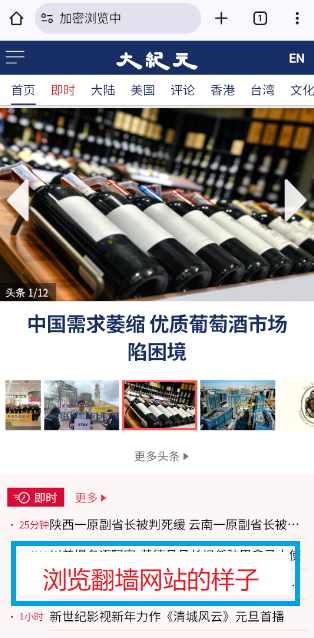 加密浏览中
1
大紀元
EN
首页 即时 大陆 美国 评论 香港 台湾 文化
头条 1/12
中国需求萎缩 优质葡萄酒市场
陷困境
更多头条
即时 更多
25分钟 陕西一原副省长被判死缓 云南一原副省长被…
浏览翻墙网站的样子
1小时 新世纪影视新年力作《清城风云》元旦首播